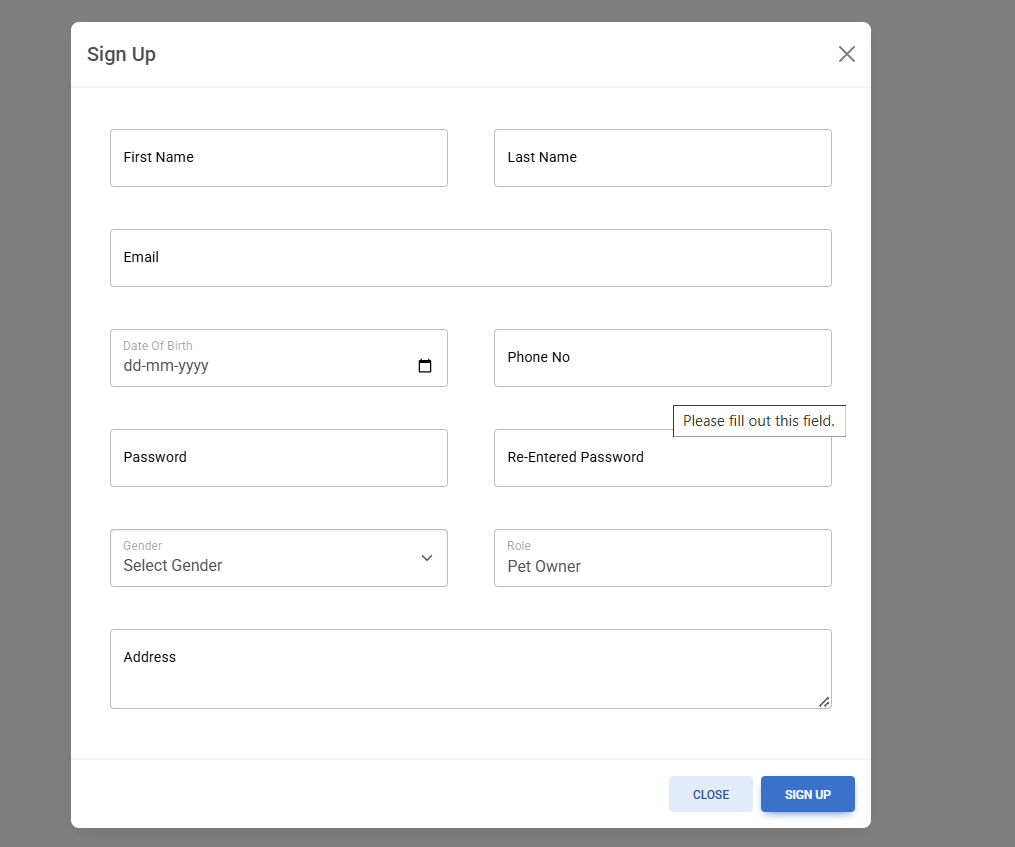 Sign Up
First Name
Last Name
Email
Date Of Birth
dd-mm-yyyy
Phone No
Please fill out this field.
Password
Re-Entered Password
Gender
Select Gender
Role
Pet Owner
Address
CLOSE
SIGN UP